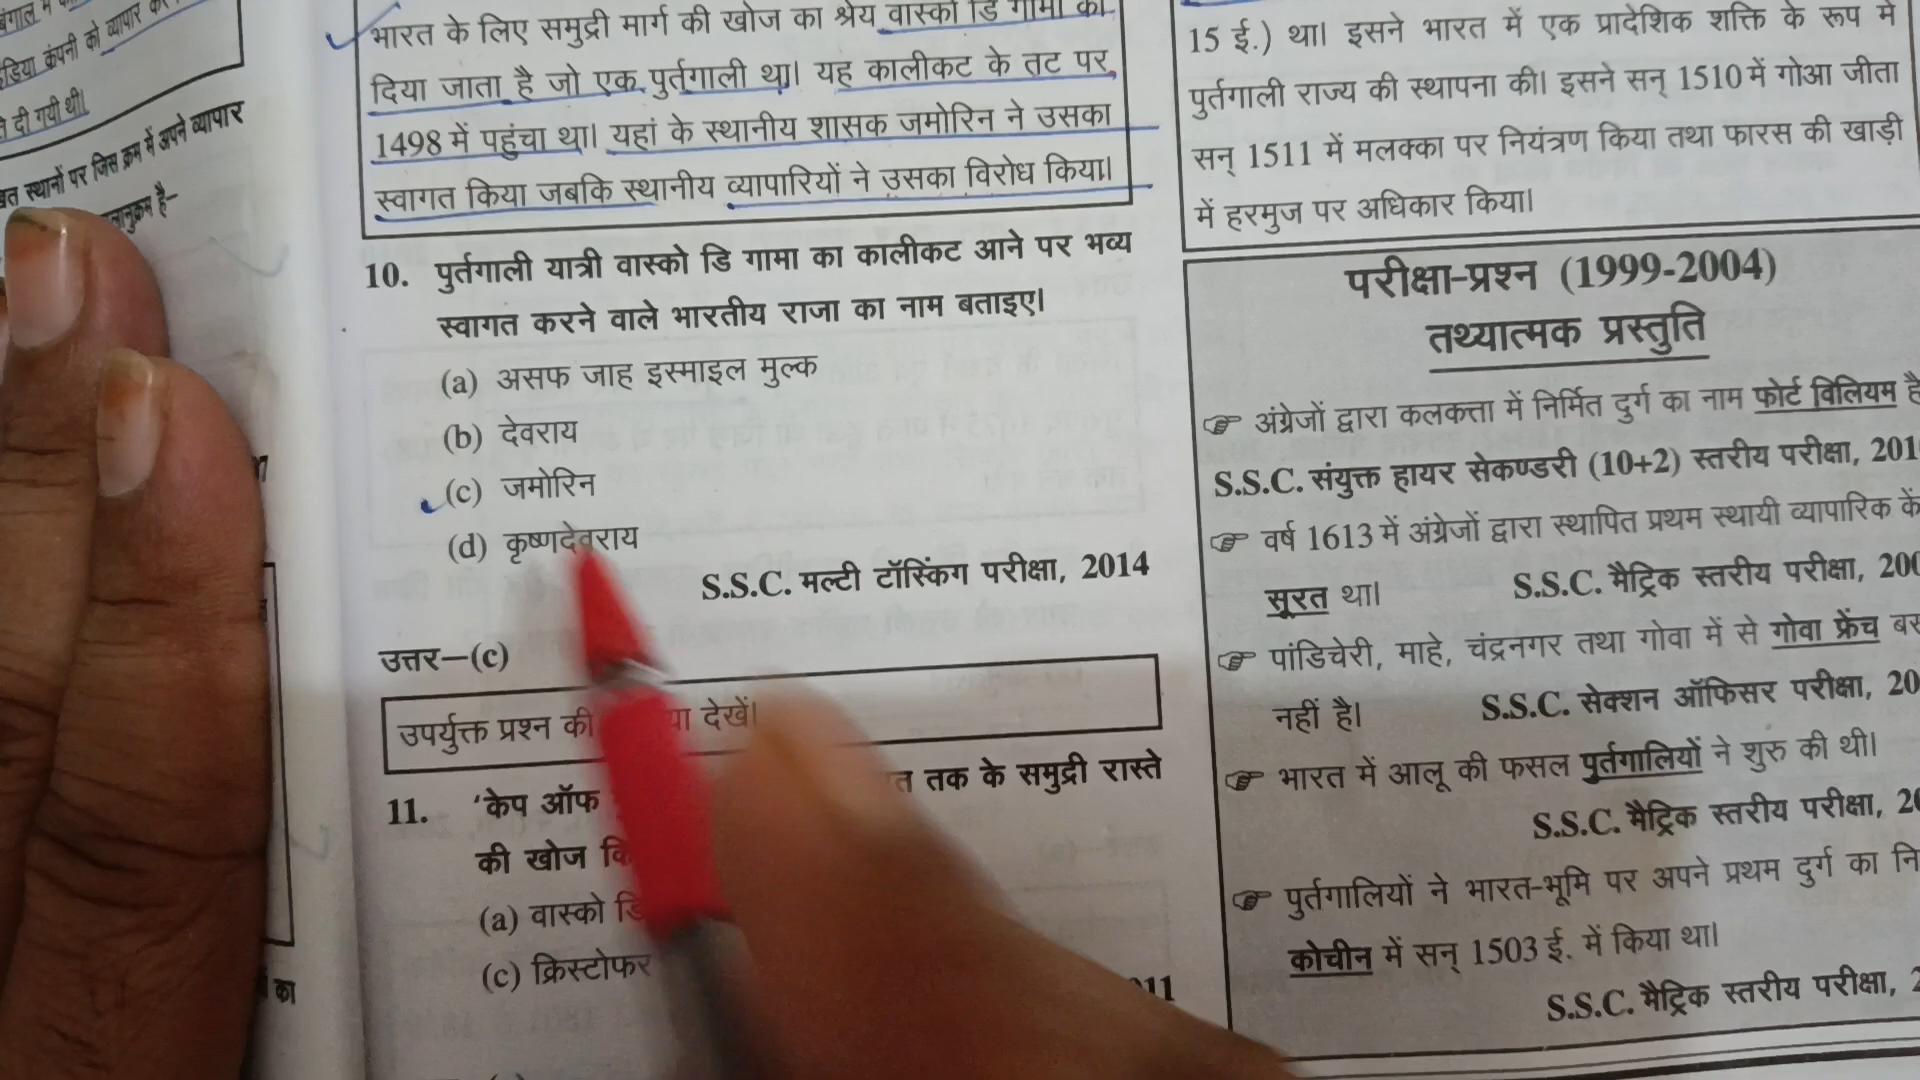 डिया कंपनी को व्यापार
दी गयी थी।
स्थानों पर जिस क्रम में अपने व्यापार
है–
का
भारत के लिए समुद्री मार्ग की खोज का श्रेय वास्को डि गामा को
दिया जाता है जो एक पुर्तगाली था। यह कालीकट के तट पर
1498 में पहुंचा था। यहां के स्थानीय शासक जमोरिन ने उसका
स्वागत किया जबकि स्थानीय व्यापारियों ने उसका विरोध किया।
10. पुर्तगाली यात्री वास्को डि गामा का कालीकट आने पर भव्य
स्वागत करने वाले भारतीय राजा का नाम बताइए।
(a) असफ जाह इस्माइल मुल्क
(b) देवराय
(c) जमोरिन
(d) कृष्णदेवराय
S.S.C. मल्टी टॉस्किंग परीक्षा, 2014
उत्तर–(c)
उपर्युक्त प्रश्न की देखें।
11. 'केप ऑफ तक के समुद्री रास्ते
की खोज
(a) वास्को डि
(c) क्रिस्टोफर
15 ई.) था। इसने भारत में एक प्रादेशिक शक्ति के रूप में
पुर्तगाली राज्य की स्थापना की। इसने सन् 1510 में गोआ जीता
सन् 1511 में मलक्का पर नियंत्रण किया तथा फारस की खाड़ी
में हरमुज पर अधिकार किया।
परीक्षा-प्रश्न (1999-2004)
तथ्यात्मक प्रस्तुति
☞ अंग्रेजों द्वारा कलकत्ता में निर्मित दुर्ग का नाम फोर्ट विलियम है
S.S.C. संयुक्त हायर सेकण्डरी (10+2) स्तरीय परीक्षा, 201
☞ वर्ष 1613 में अंग्रेजों द्वारा स्थापित प्रथम स्थायी व्यापारिक
सूरत था। S.S.C. मैट्रिक स्तरीय परीक्षा, 200
☞ पांडिचेरी, माहे, चंद्रनगर तथा गोवा में से गोवा फ्रेंच
नहीं है। S.S.C. सेक्शन ऑफिसर परीक्षा, 20
☞ भारत में आलू की फसल पुर्तगालियों ने शुरु की थी।
S.S.C. मैट्रिक स्तरीय परीक्षा, 20
☞ पुर्तगालियों ने भारत-भूमि पर अपने प्रथम दुर्ग का
कोचीन में सन् 1503 ई. में किया था।
S.S.C. मैट्रिक स्तरीय परीक्षा, 2